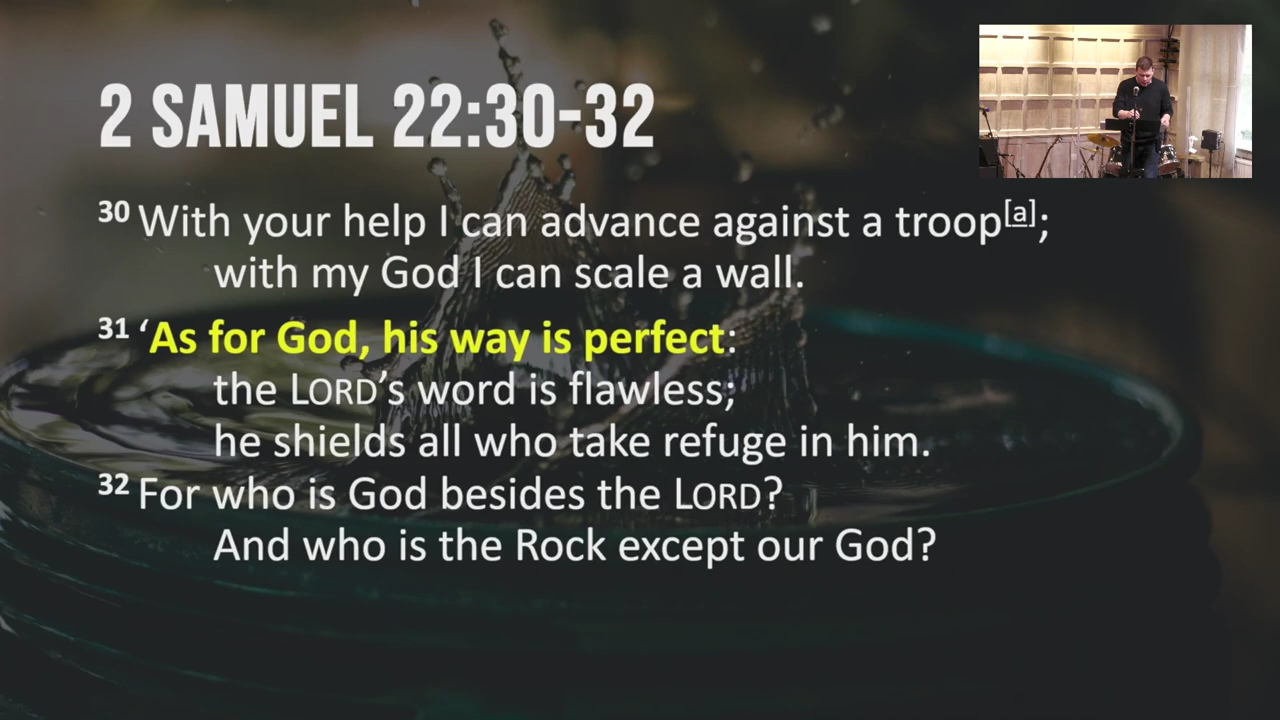 2 SAMUEL 22:30-32
30 With your help I can advance against a troop[a];
with my God I can scale a wall.
31 ‘As for God, his way is perfect:
the LORD’s word is flawless;
he shields all who take refuge in him.
32 For who is God besides the LORD?
And who is the Rock except our God?